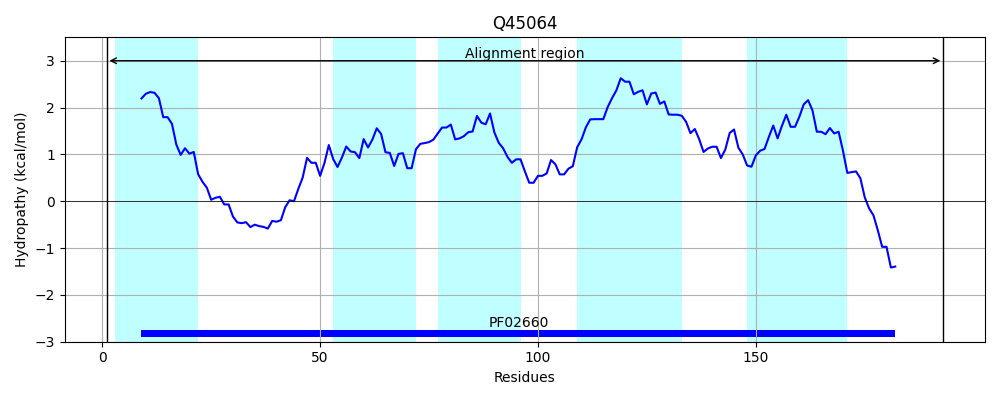 Q45064
Alignment region
3
2
1
0
−1
−2
−3
Hydropathy (kcal/mol)
PF02660
0
50
100
150
Residues